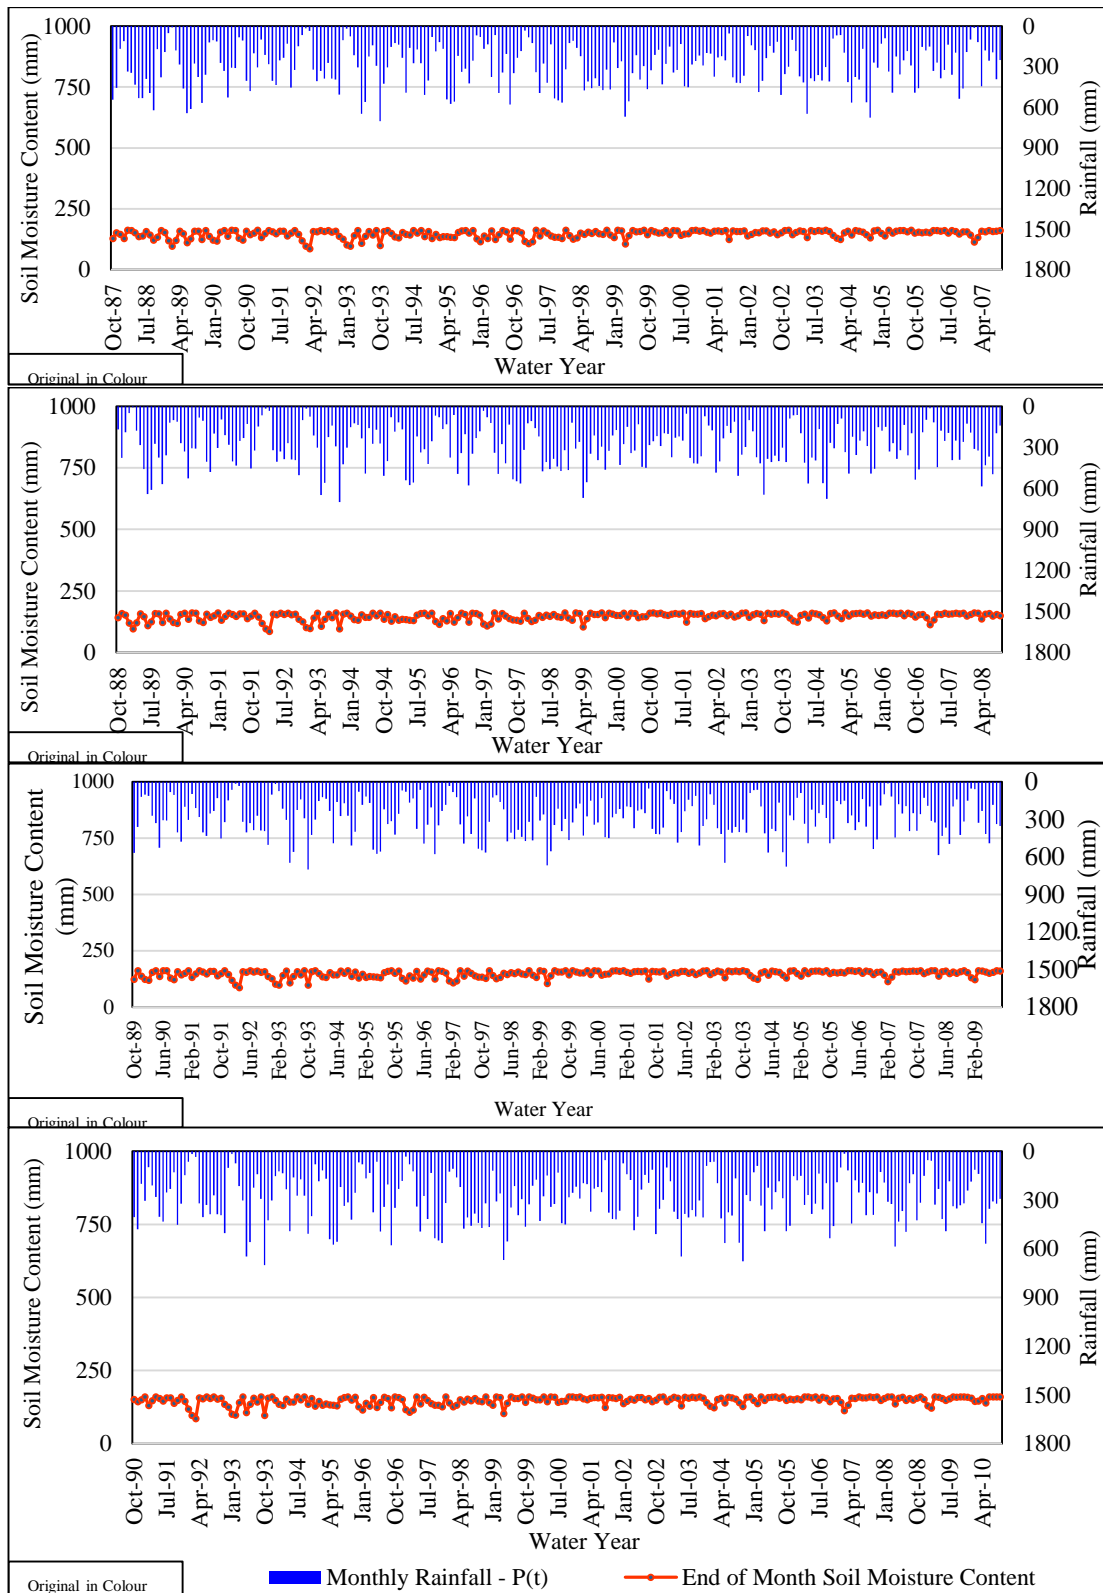 1000
750
500
250
0
Soil Moisture Content (mm)
0
300
600
900
1200
1500
1800
Rainfall (mm)
Oct-87
Jul-88
Apr-89
Jan-90
Oct-90
Jul-91
Apr-92
Jan-93
Oct-93
Jul-94
Apr-95
Jan-96
Oct-96
Jul-97
Apr-98
Jan-99
Oct-99
Jul-00
Apr-01
Jan-02
Oct-02
Jul-03
Apr-04
Jan-05
Oct-05
Jul-06
Apr-07
Water Year
Original in Colour
1000
750
500
250
0
Soil Moisture Content (mm)
0
300
600
900
1200
1500
1800
Rainfall (mm)
Oct-88
Jul-89
Apr-90
Jan-91
Oct-91
Jul-92
Apr-93
Jan-94
Oct-94
Jul-95
Apr-96
Jan-97
Oct-97
Jul-98
Apr-99
Jan-00
Oct-00
Jul-01
Apr-02
Jan-03
Oct-03
Jul-04
Apr-05
Jan-06
Oct-06
Jul-07
Apr-08
Water Year
Original in Colour
1000
750
500
250
0
Soil Moisture Content
(mm)
0
300
600
900
1200
1500
1800
Rainfall (mm)
Oct-89
Jun-90
Feb-91
Oct-91
Jun-92
Feb-93
Oct-93
Jun-94
Feb-95
Oct-95
Jun-96
Feb-97
Oct-97
Jun-98
Feb-99
Oct-99
Jun-00
Feb-01
Oct-01
Jun-02
Feb-03
Oct-03
Jun-04
Feb-05
Oct-05
Jun-06
Feb-07
Oct-07
Jun-08
Feb-09
Water Year
Original in Colour
1000
750
500
250
0
Soil Moisture Content (mm)
0
300
600
900
1200
1500
1800
Rainfall (mm)
Oct-90
Jul-91
Apr-92
Jan-93
Oct-93
Jul-94
Apr-95
Jan-96
Oct-96
Jul-97
Apr-98
Jan-99
Oct-99
Jul-00
Apr-01
Jan-02
Oct-02
Jul-03
Apr-04
Jan-05
Oct-05
Jul-06
Apr-07
Jan-08
Oct-08
Jul-09
Apr-10
Water Year
Original in Colour
Monthly Rainfall - P(t)
End of Month Soil Moisture Content